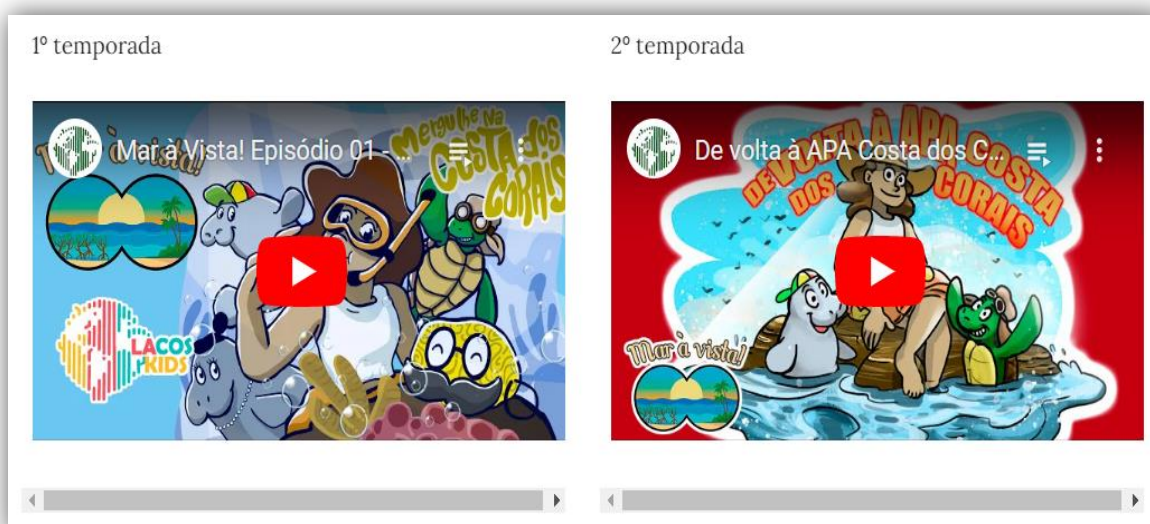 1º temporada
Mar à Vista! Episódio 01 - ...
Mergulhe na
COSTA dos
CORAIS
LACOS
KIDS
2º temporada
De volta à APA Costa dos C...
DE VOLTA À APA COSTA
DOS CORAIS
Mar à vista!